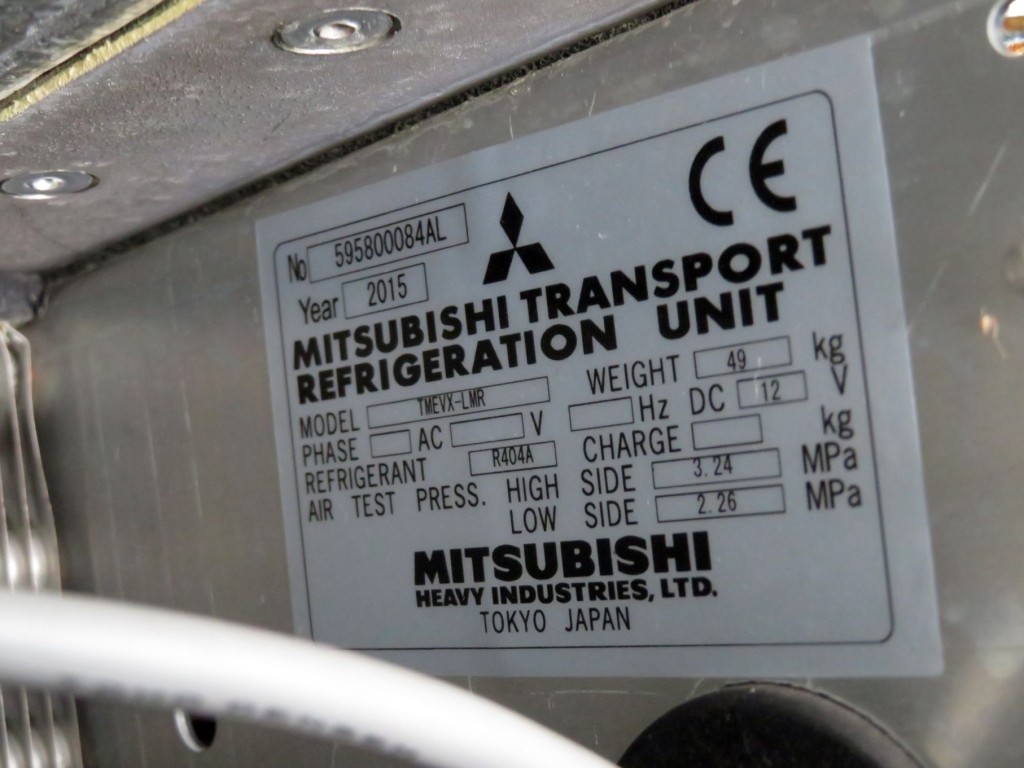 No 595800084AL
Year 2015
CE
MITSUBISHI TRANSPORT
REFRIGERATION UNIT
MODEL TMEVX-LMR WEIGHT 49 kg
PHASE AC V Hz DC 12 V
REFRIGERANT R404A CHARGE kg
AIR TEST PRESS. HIGH SIDE 3.24 MPa
LOW SIDE 2.26 MPa
MITSUBISHI
HEAVY INDUSTRIES, LTD.
TOKYO JAPAN